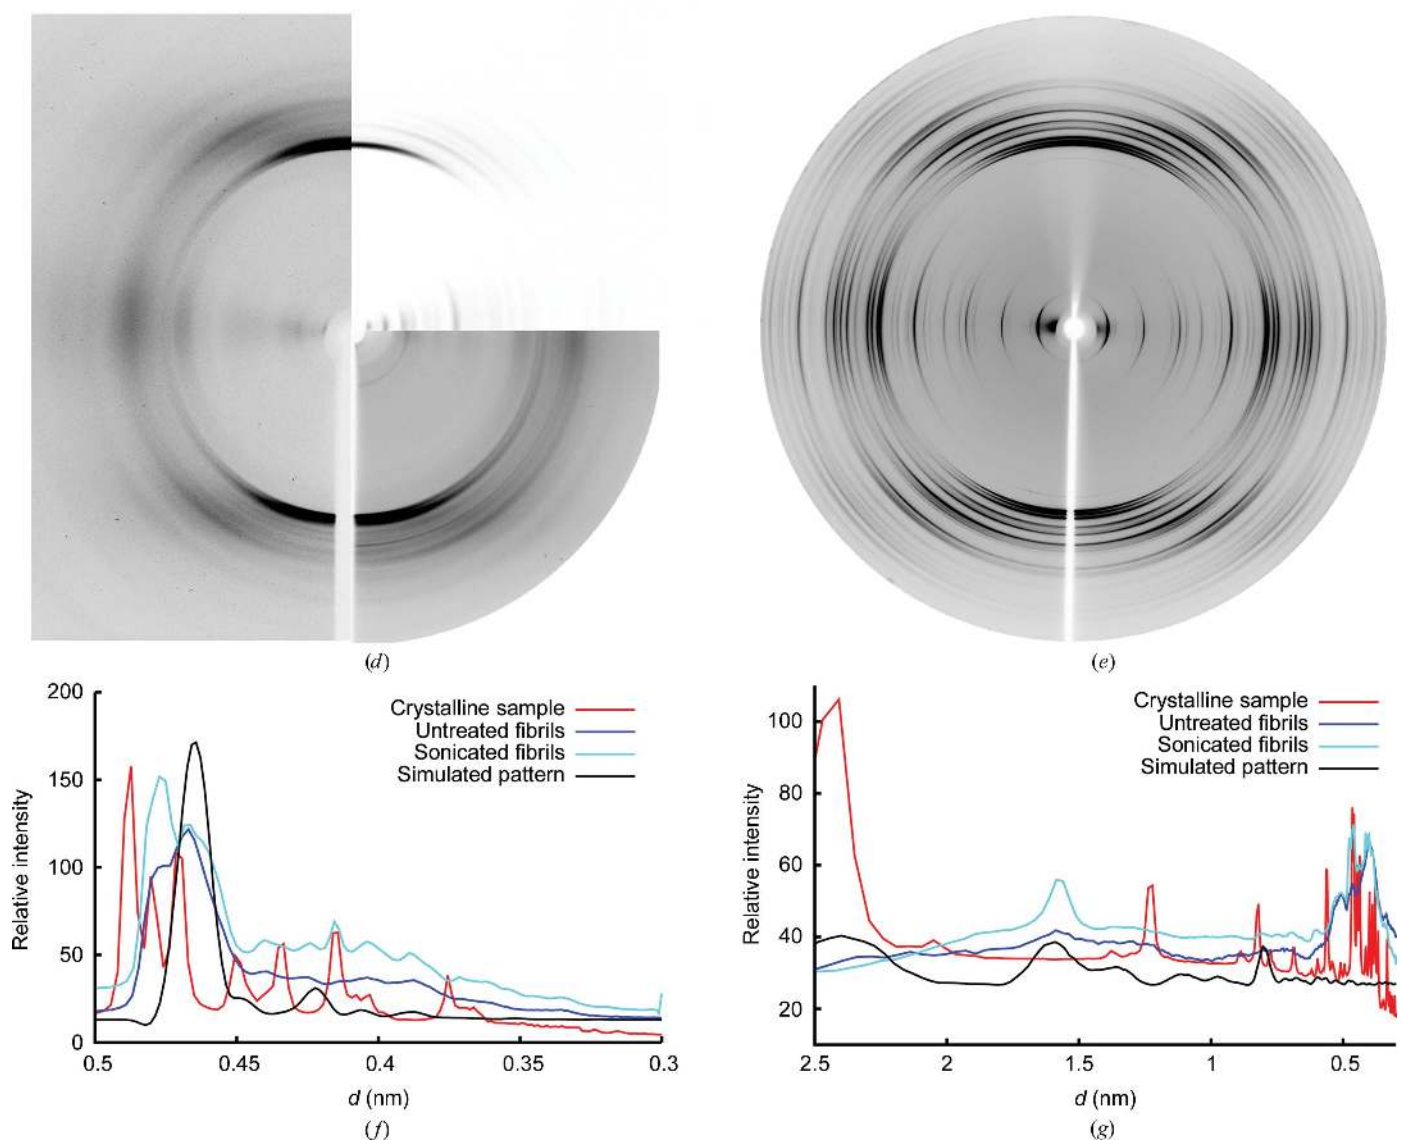 (d)
(e)
200
150
100
50
0
Relative intensity
Crystalline sample
Untreated fibrils
Sonicated fibrils
Simulated pattern
0.5
0.45
0.4
0.35
0.3
d (nm)
(f)
100
80
60
40
20
Relative intensity
Crystalline sample
Untreated fibrils
Sonicated fibrils
Simulated pattern
2.5
2
1.5
1
0.5
d (nm)
(g)